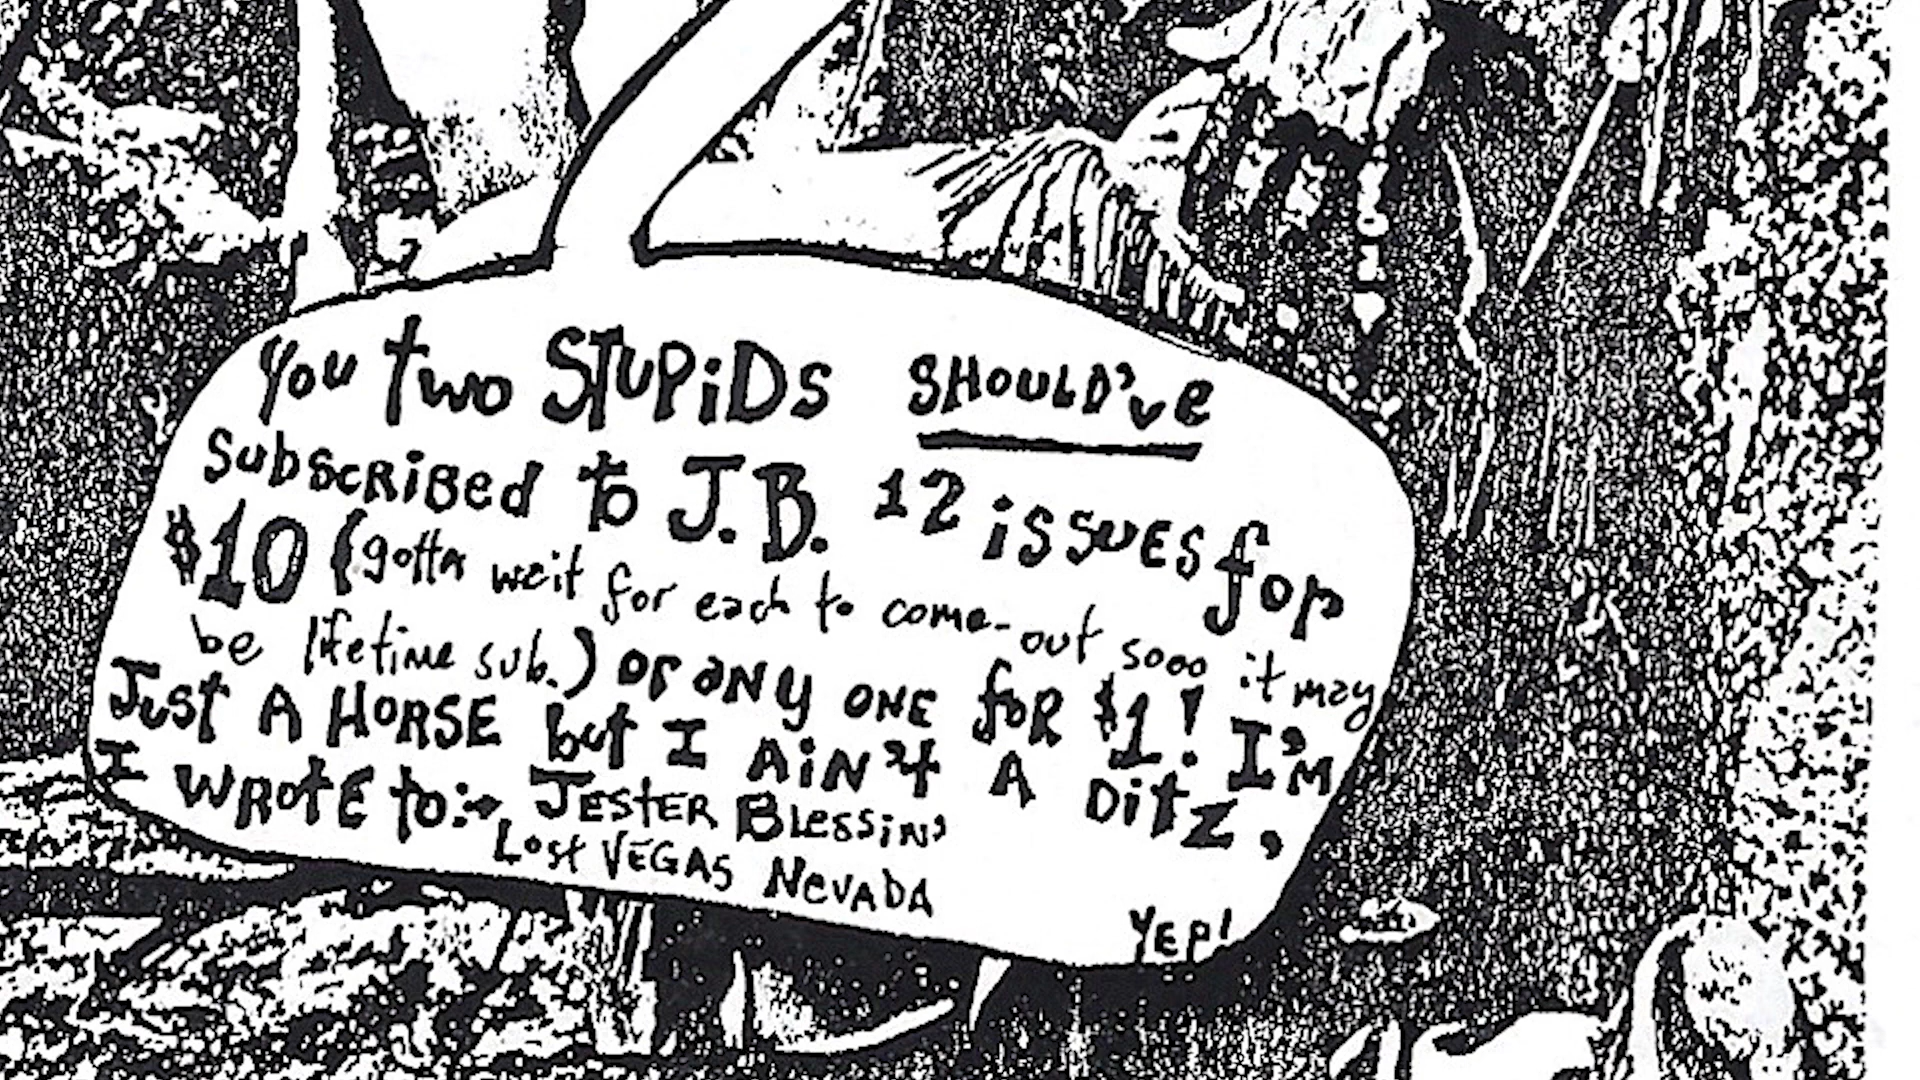 You two STUPiDS SHOULD've
SubscRiBed to J.B. 12 iSSUES for
$10 (gotta weit for each to come-out sooo it may
be lifetime sub.) or aNy ONE foR $1! I'M
Just A HORSE but I AiN't A Ditz,
I WROtE to:→ JEStER BLessiN'
Lost VEGAS NevADA
YEP!